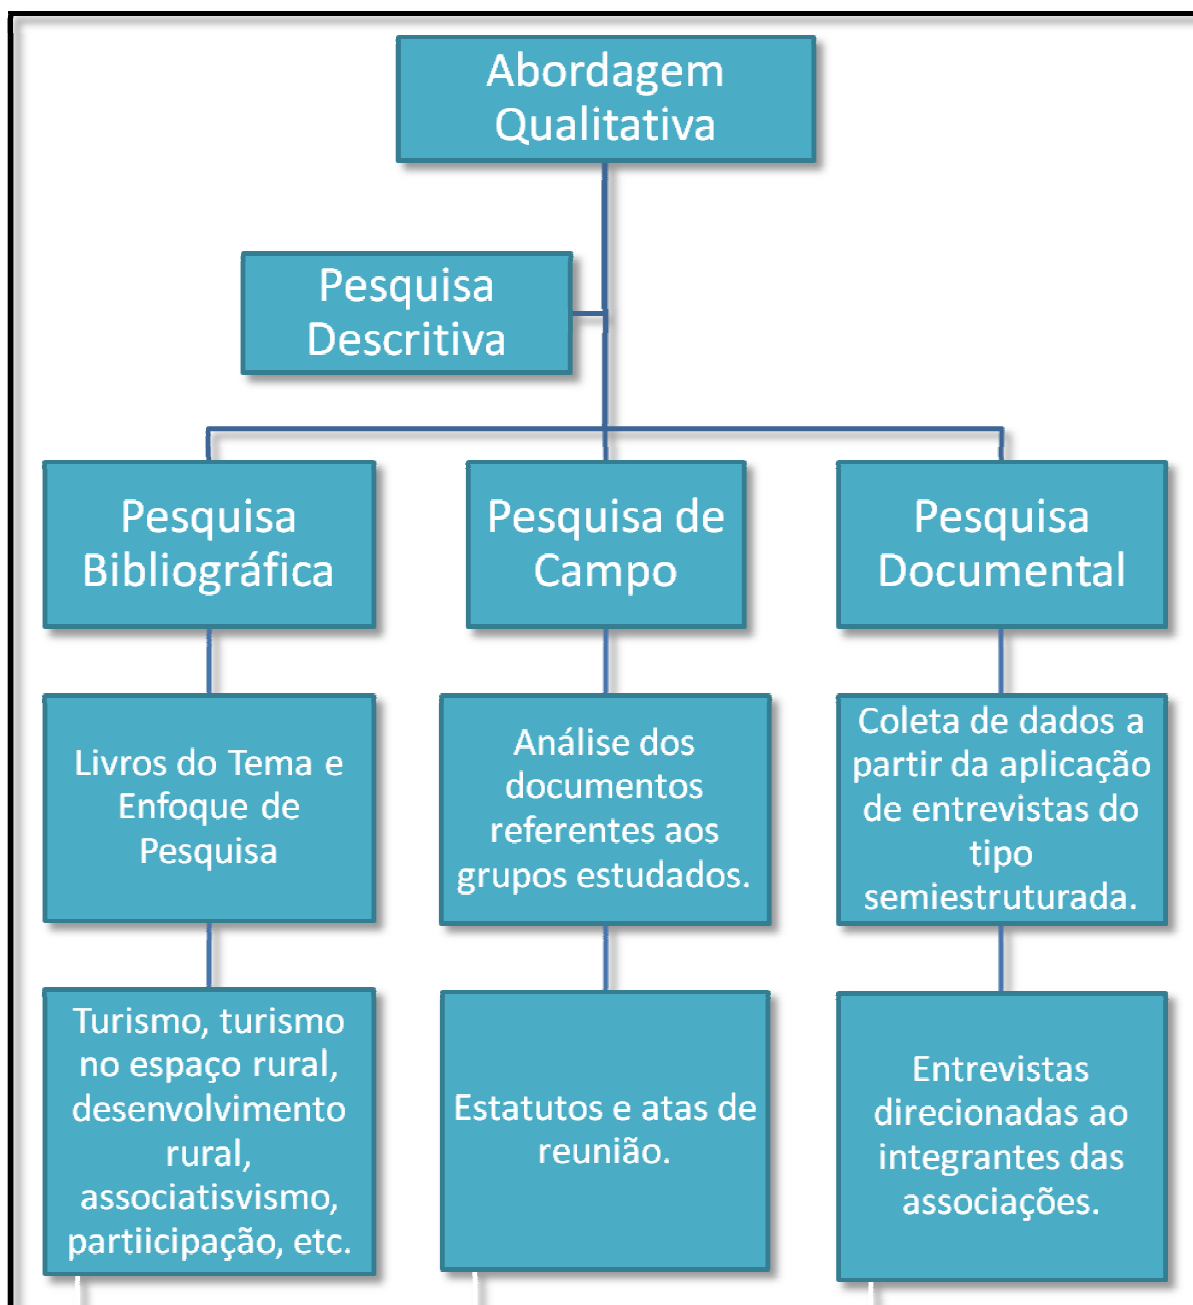 Abordagem
Qualitativa
Pesquisa
Descritiva
Pesquisa
Bibliográfica
Pesquisa de
Campo
Pesquisa
Documental
Livros do Tema e
Enfoque de
Pesquisa
Análise dos
documentos
referentes aos
grupos estudados.
Coleta de dados a
partir da aplicação
de entrevistas do
tipo
semiestruturada.
Turismo, turismo
no espaço rural,
desenvolvimento
rural,
associatisvismo,
partiicipação, etc.
Estatutos e atas de
reunião.
Entrevistas
direcionadas ao
integrantes das
associações.